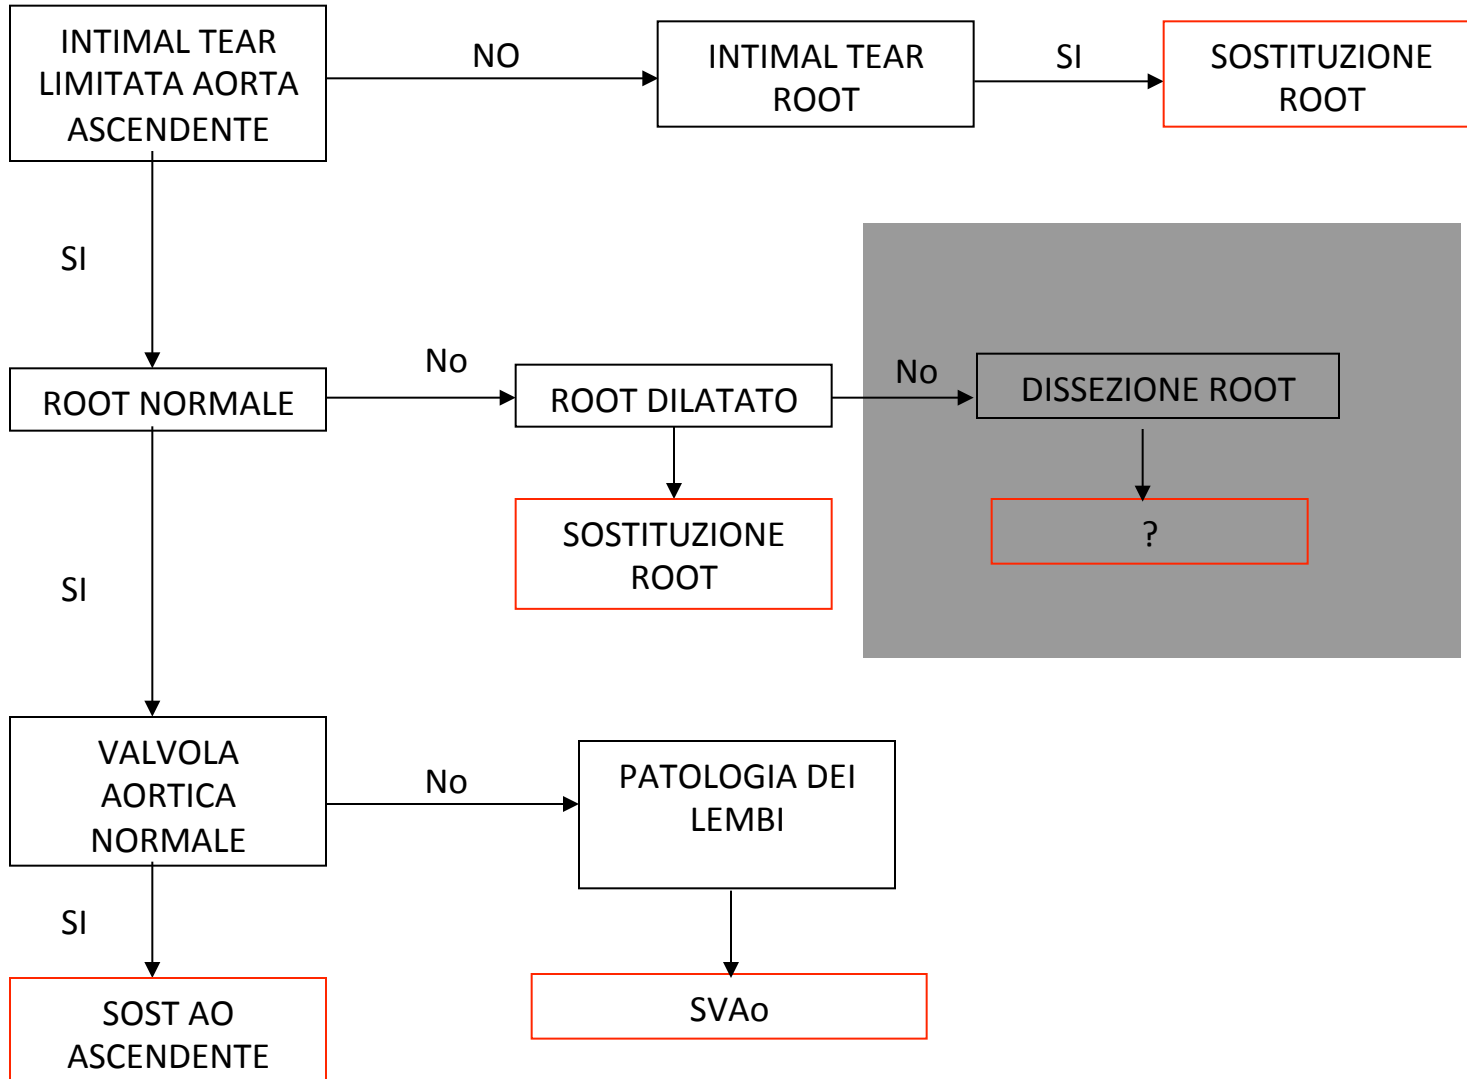 INTIMAL TEAR
LIMITATA AORTA
ASCENDENTE
NO
INTIMAL TEAR
ROOT
SI
SOSTITUZIONE
ROOT
SI
ROOT NORMALE
No
ROOT DILATATO
No
DISSEZIONE ROOT
SOSTITUZIONE
ROOT
?
SI
VALVOLA
AORTICA
NORMALE
No
PATOLOGIA DEI
LEMBI
SI
SOST AO
ASCENDENTE
SVAo